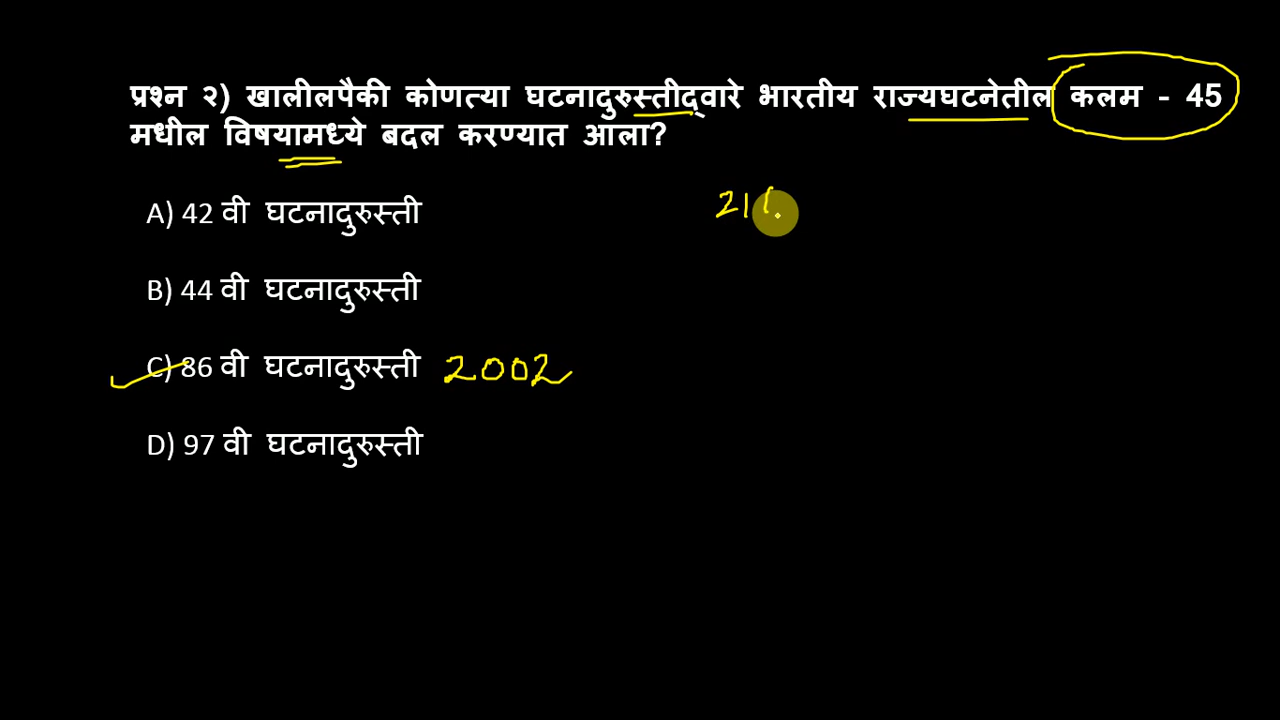 प्रश्न २) खालीलपैकी कोणत्या घटनादुरुस्तीद्वारे भारतीय राज्यघटनेतील कलम - 45
मधील विषयामध्ये बदल करण्यात आला?
A) 42 वी घटनादुरुस्ती
21
B) 44 वी घटनादुरुस्ती
C) 86 वी घटनादुरुस्ती 2002
D) 97 वी घटनादुरुस्ती